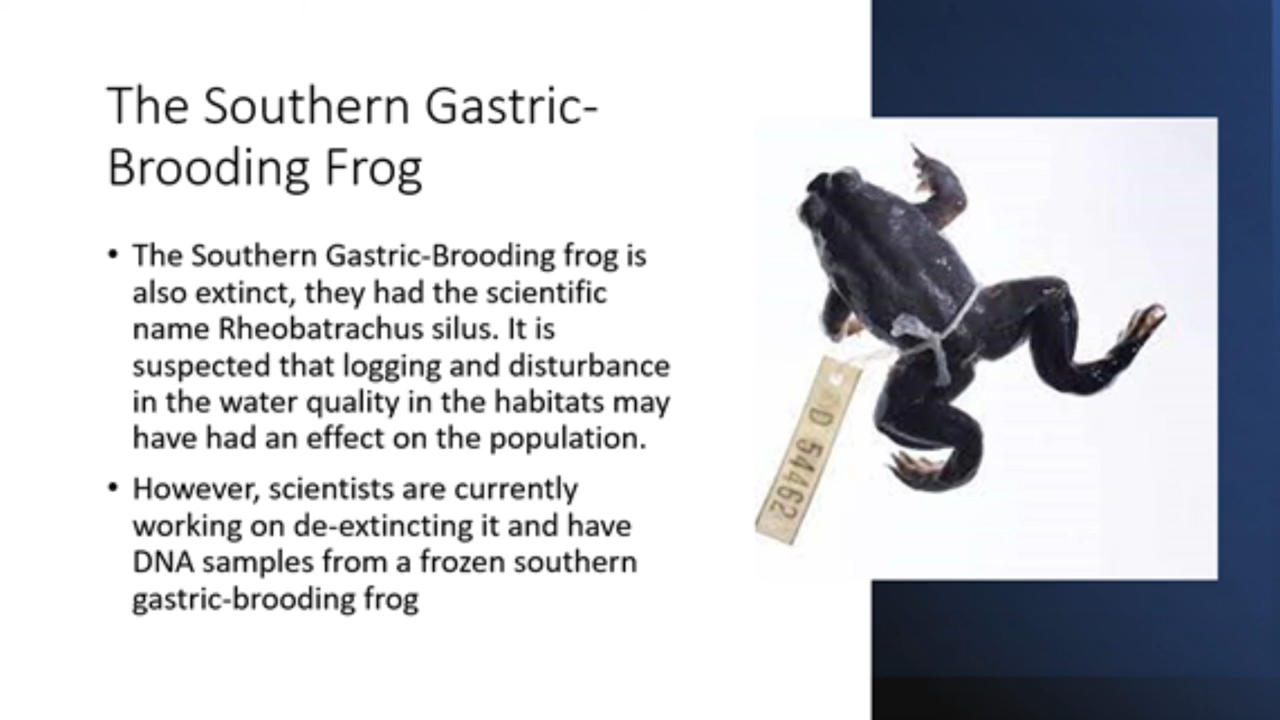 The Southern Gastric-
Brooding Frog
• The Southern Gastric-Brooding frog is
also extinct, they had the scientific
name Rheobatrachus silus. It is
suspected that logging and disturbance
in the water quality in the habitats may
have had an effect on the population.
• However, scientists are currently
working on de-extincting it and have
DNA samples from a frozen southern
gastric-brooding frog
D 54462